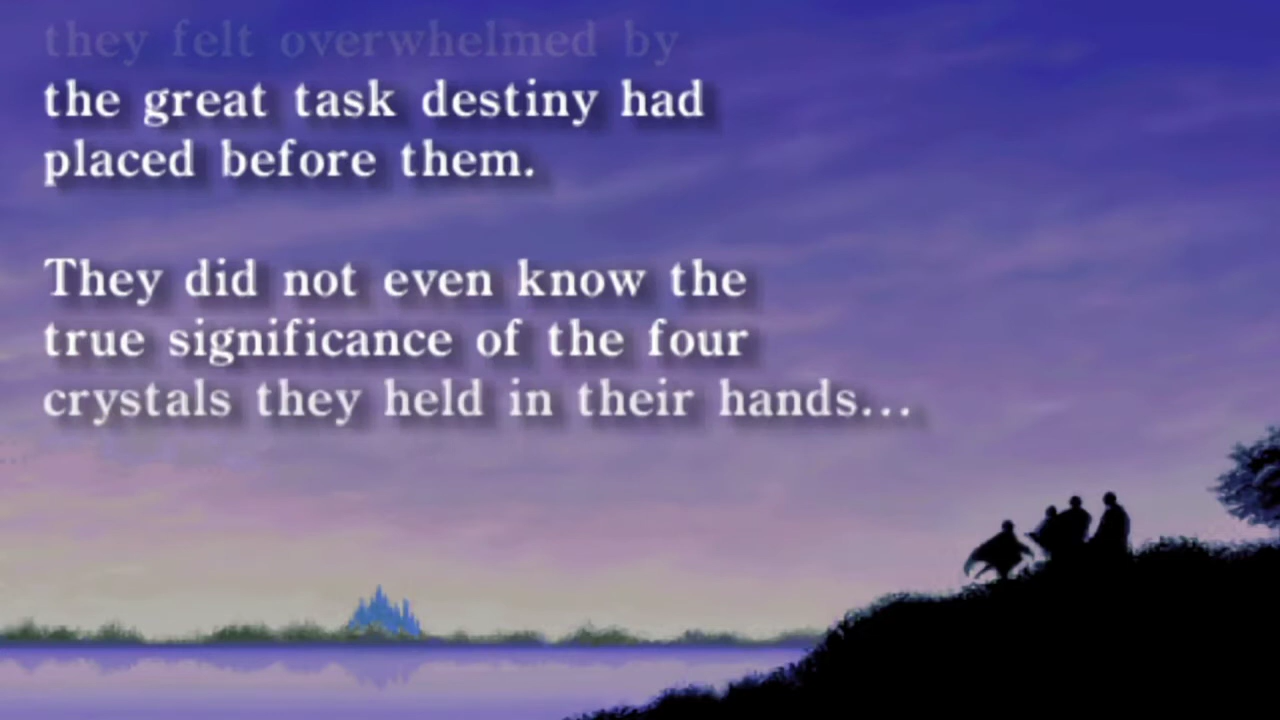 they felt overwhelmed by
the great task destiny had
placed before them.
They did not even know the
true significance of the four
crystals they held in their hands...